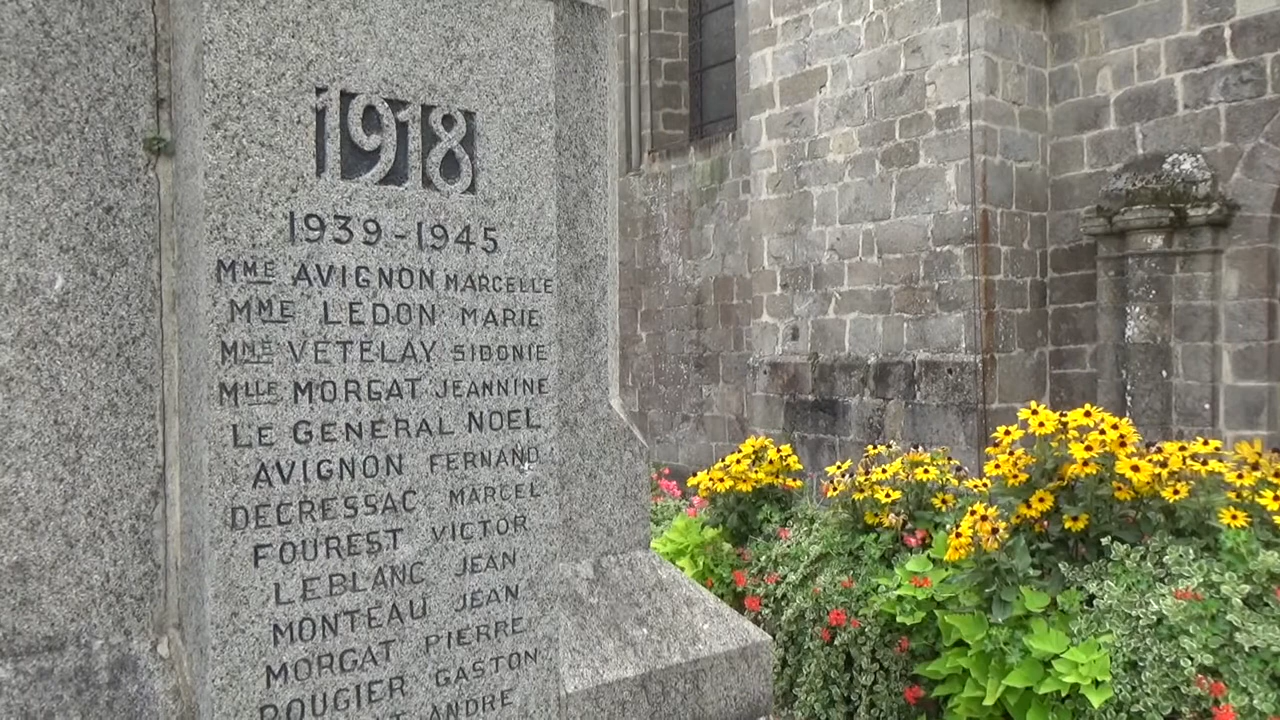 1918
1939-1945
MME AVIGNON MARCELLE
MME LEDON MARIE
MME VETELAY SIDONIE
MLLE MORGAT JEANNINE
LE GENERAL NOEL
AVIGNON FERNAND
DECRESSAC MARCEL
FOUREST VICTOR
LEBLANC JEAN
MONTEAU JEAN
MORGAT PIERRE
ROUGIER GASTON
ANDRE